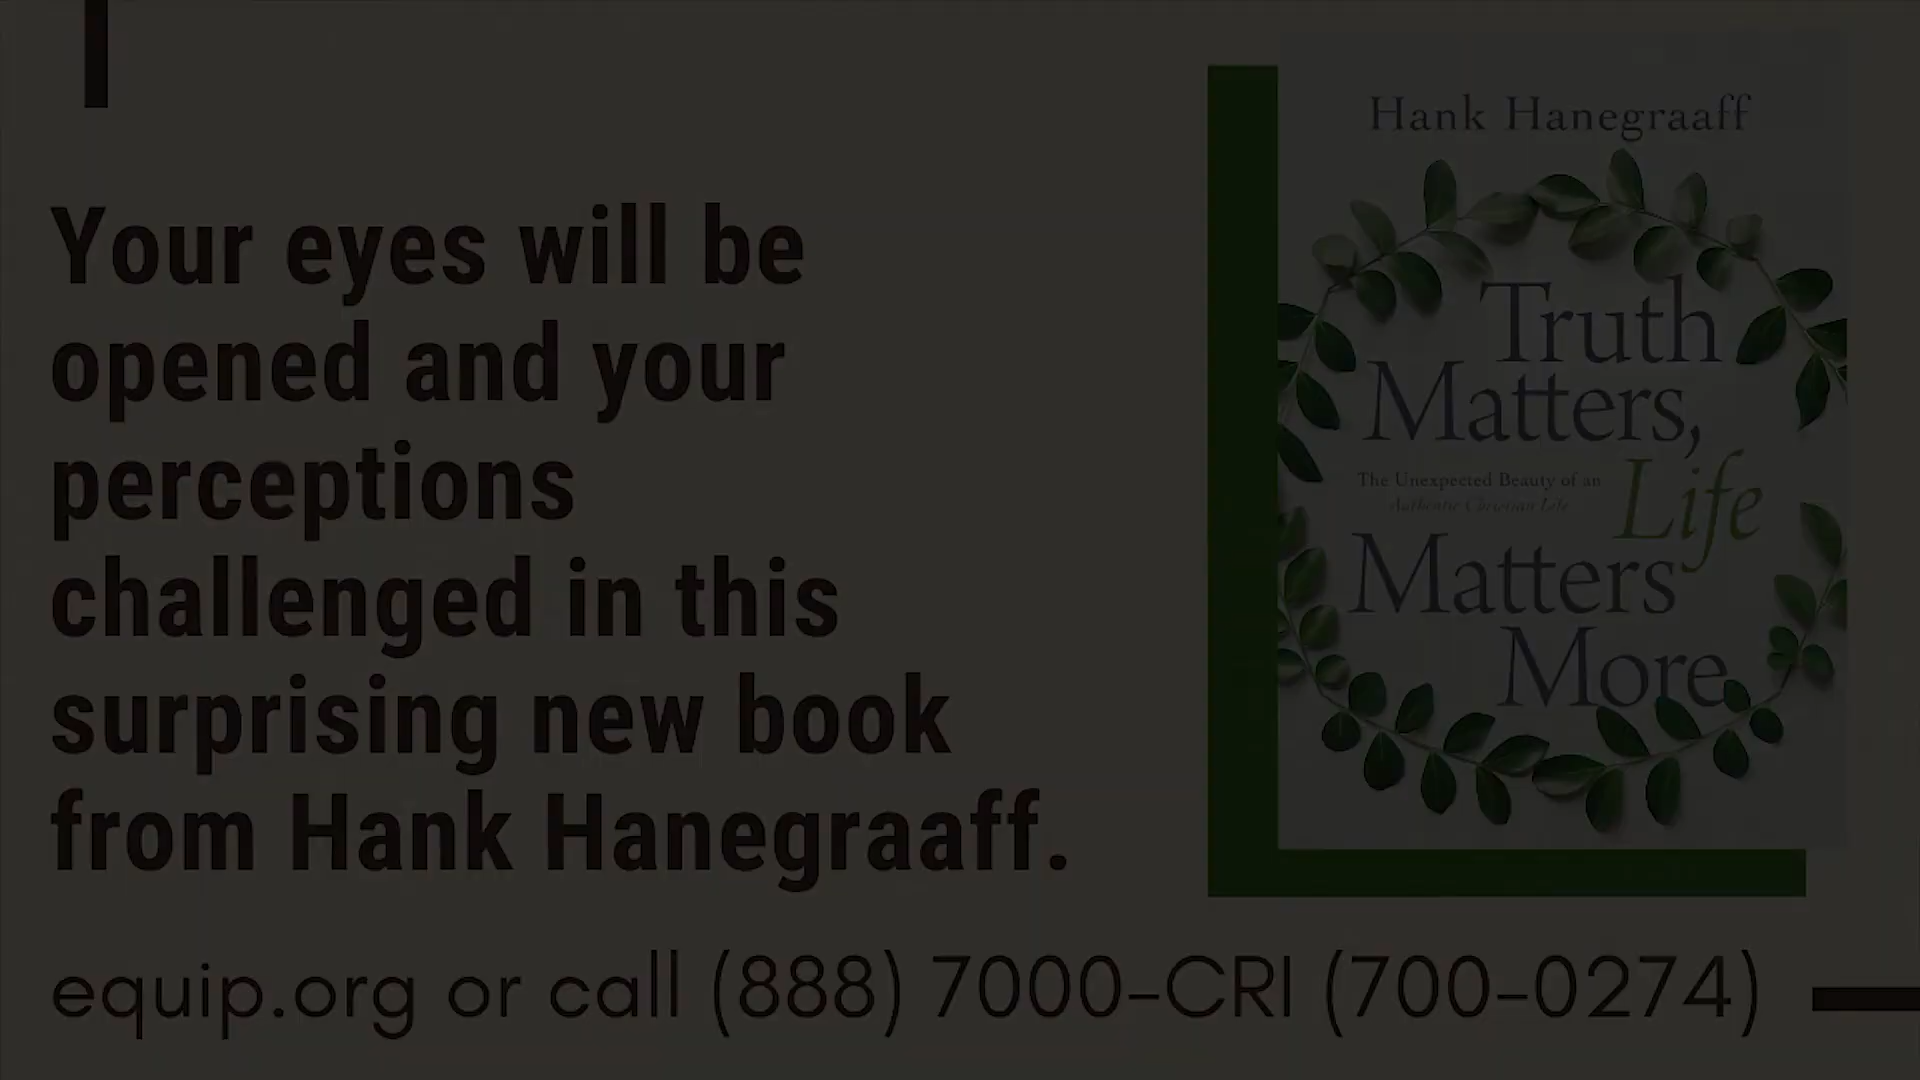 Your eyes will be
opened and your
perceptions
challenged in this
surprising new book
from Hank Hanegraaff.
equip.org or call (888) 7000-CRI (700-0274)
Hank Hanegraaff
Truth
Matters,
The Unexpected Beauty of an
Authentic Christian Life
Life
Matters
More